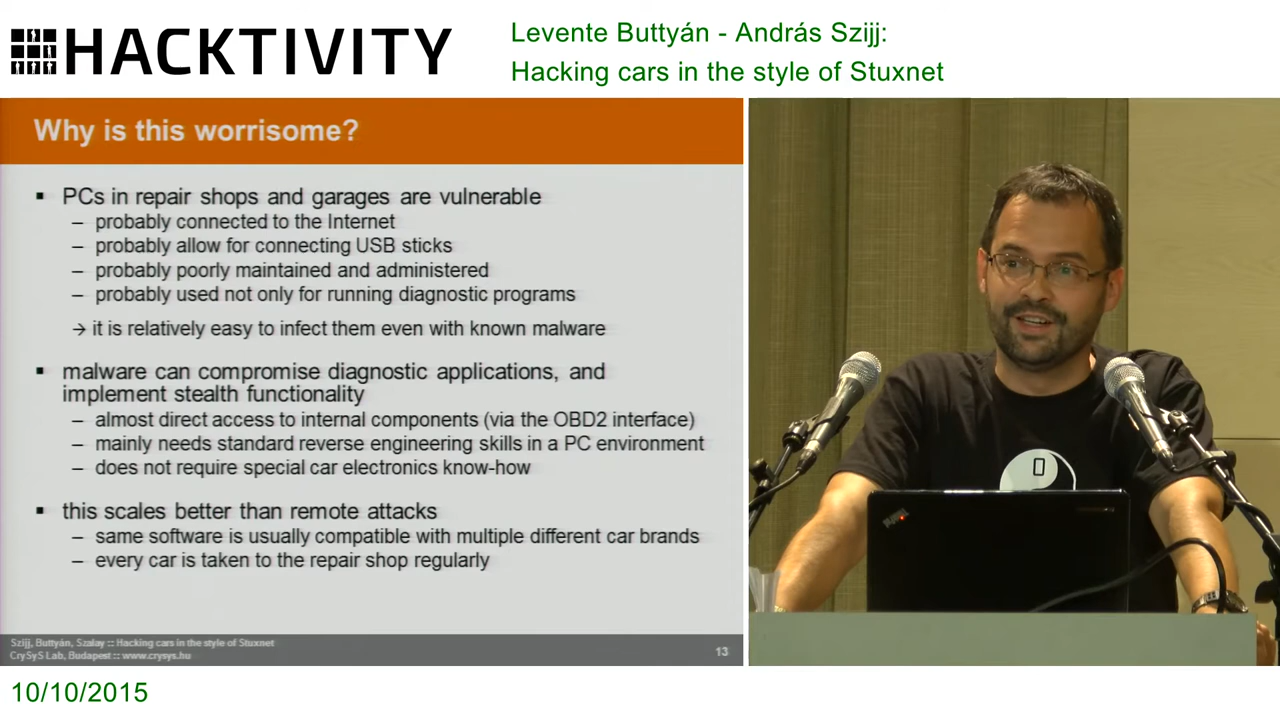 HACKTIVITY
Levente Buttyán - András Szijj:
Hacking cars in the style of Stuxnet
Why is this worrisome?
▪ PCs in repair shops and garages are vulnerable
– probably connected to the Internet
– probably allow for connecting USB sticks
– probably poorly maintained and administered
– probably used not only for running diagnostic programs
→ it is relatively easy to infect them even with known malware
▪ malware can compromise diagnostic applications, and
implement stealth functionality
– almost direct access to internal components (via the OBD2 interface)
– mainly needs standard reverse engineering skills in a PC environment
– does not require special car electronics know-how
▪ this scales better than remote attacks
– same software is usually compatible with multiple different car brands
– every car is taken to the repair shop regularly
Szijj, Buttyán, Szalay :: Hacking cars in the style of Stuxnet
CrySyS Lab, Budapest :: www.crysys.hu
13
10/10/2015